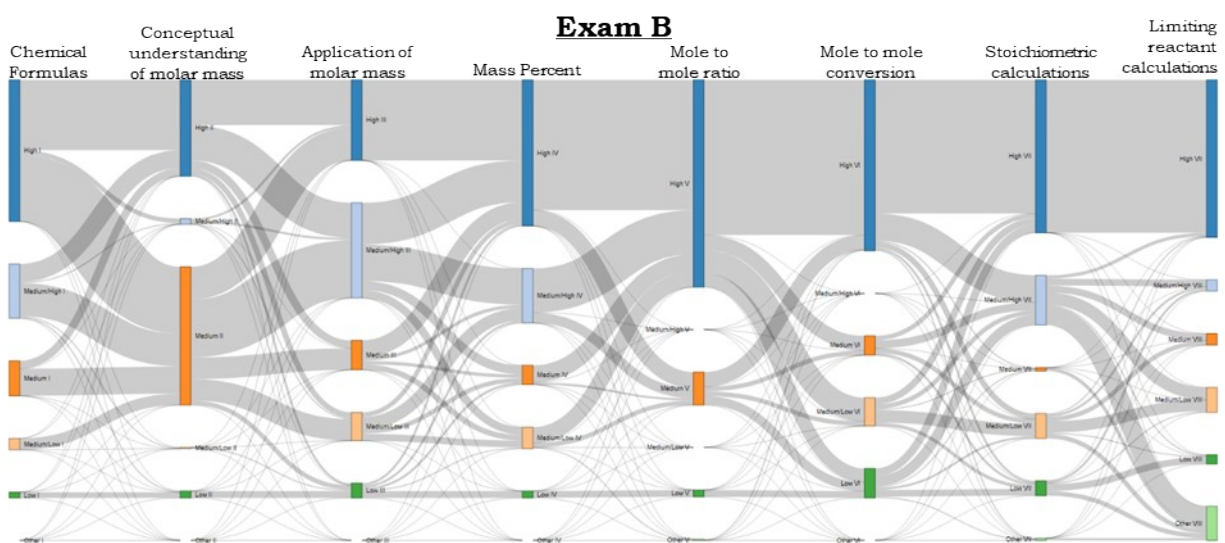 Exam B
Chemical
Formulas
Conceptual
understanding
of molar mass
Application of
molar mass
Mass Percent
Mole to
mole ratio
Mole to mole
conversion
Stoichiometric
calculations
Limiting
reactant
calculations
High I
Medium/High I
Medium I
Medium/Low I
Low I
Other I
High II
Medium/High II
Medium II
Medium/Low II
Low II
Other II
High III
Medium/High III
Medium III
Medium/Low III
Low III
Other III
High IV
Medium/High IV
Medium IV
Medium/Low IV
Low IV
Other IV
High V
Medium/High V
Medium V
Medium/Low V
Low V
Other V
High VI
Medium/High VI
Medium VI
Medium/Low VI
Low VI
Other VI
High VII
Medium/High VII
Medium VII
Medium/Low VII
Low VII
Other VII
High VII
Medium/High VIII
Medium VIII
Medium/Low VIII
Low VIII
Other VIII